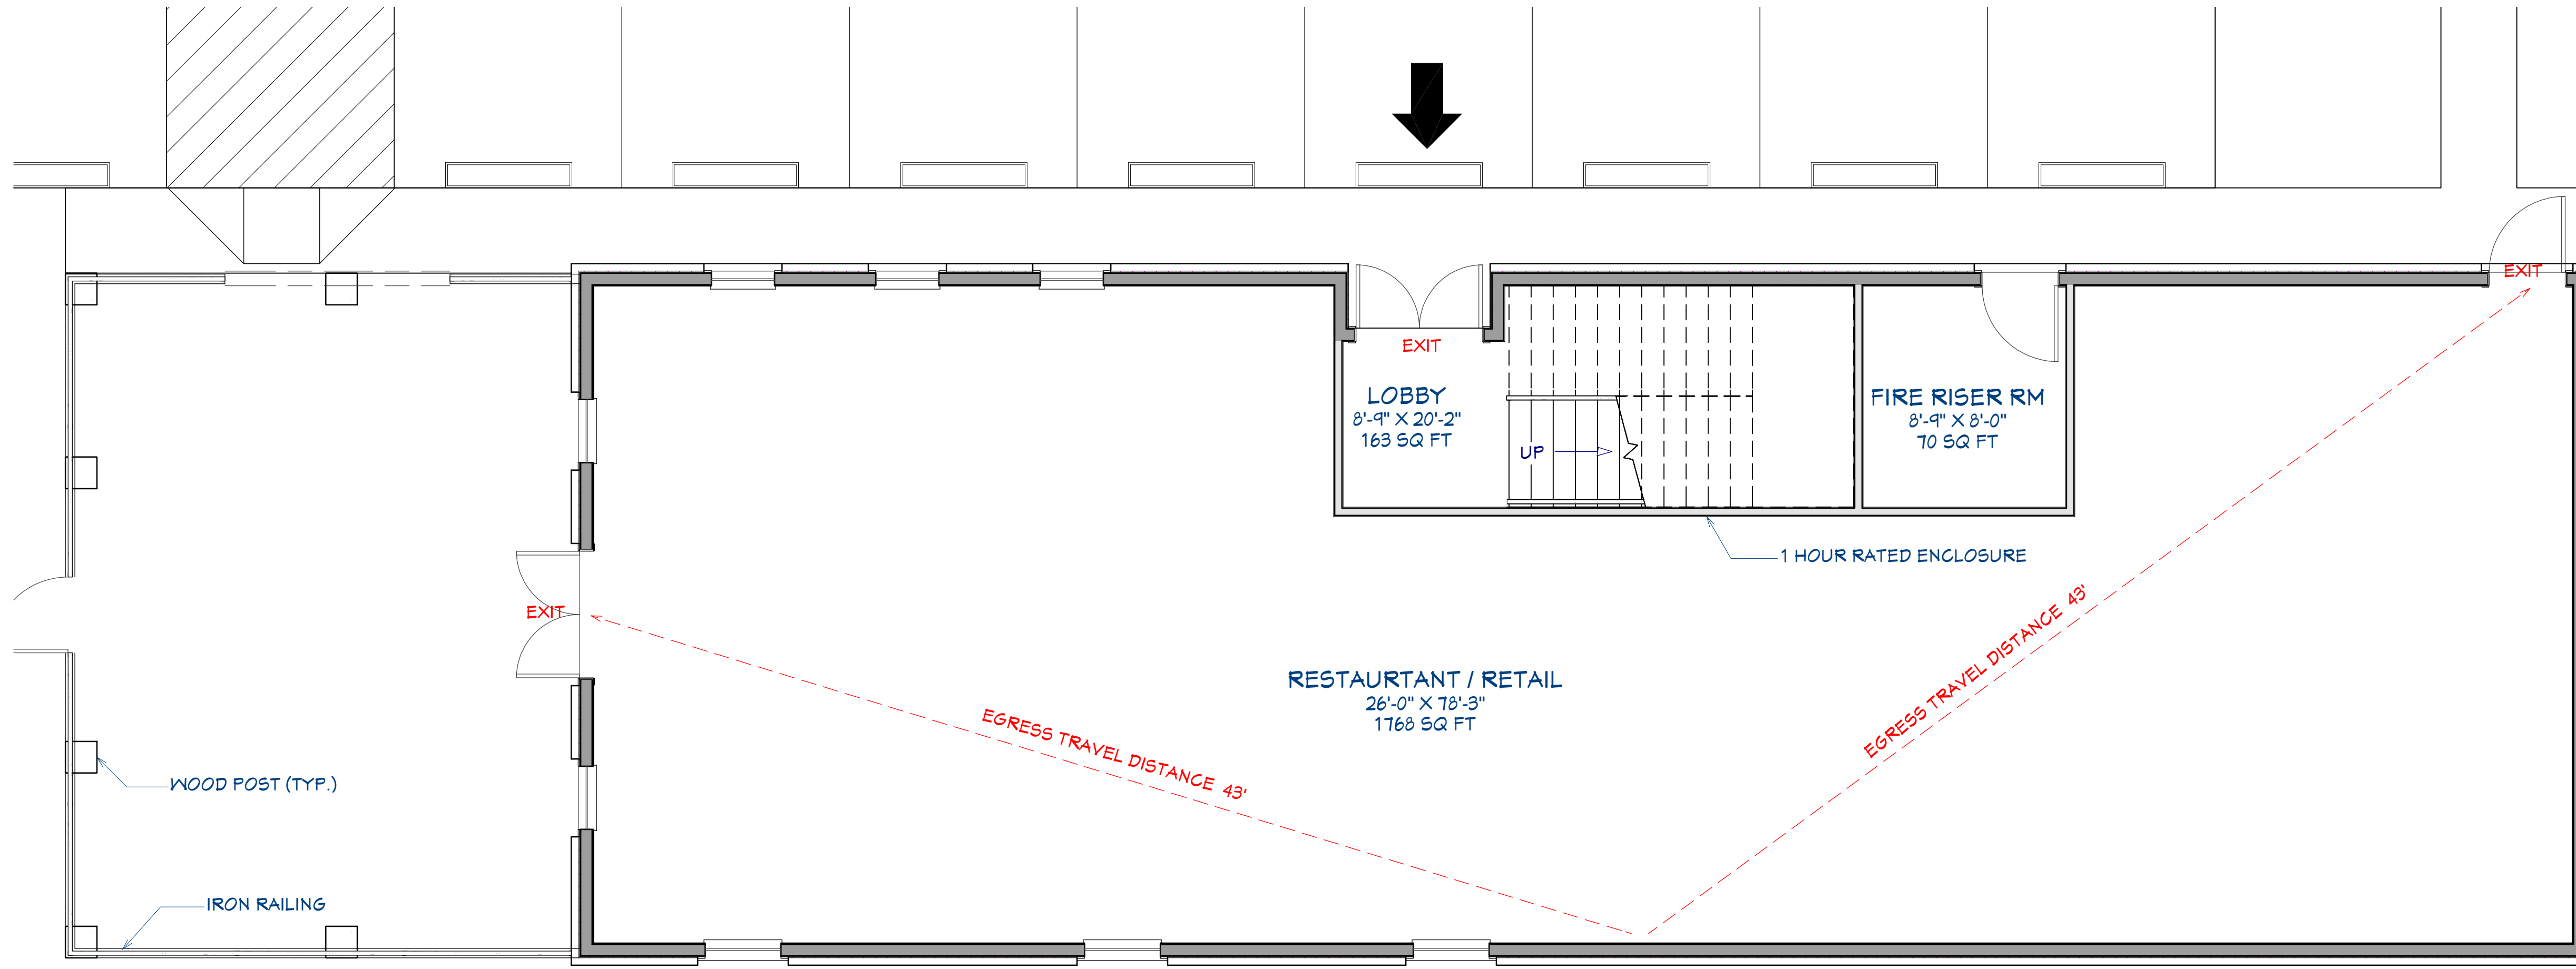 EXIT
EXIT
LOBBY
8'-9" X 20'-2"
163 SQ FT
FIRE RISER RM
8'-9" X 8'-0"
70 SQ FT
UP
1 HOUR RATED ENCLOSURE
EXIT
RESTAURTANT / RETAIL
26'-0" X 78'-3"
1768 SQ FT
EGRESS TRAVEL DISTANCE 43'
EGRESS TRAVEL DISTANCE 43'
WOOD POST (TYP.)
IRON RAILING